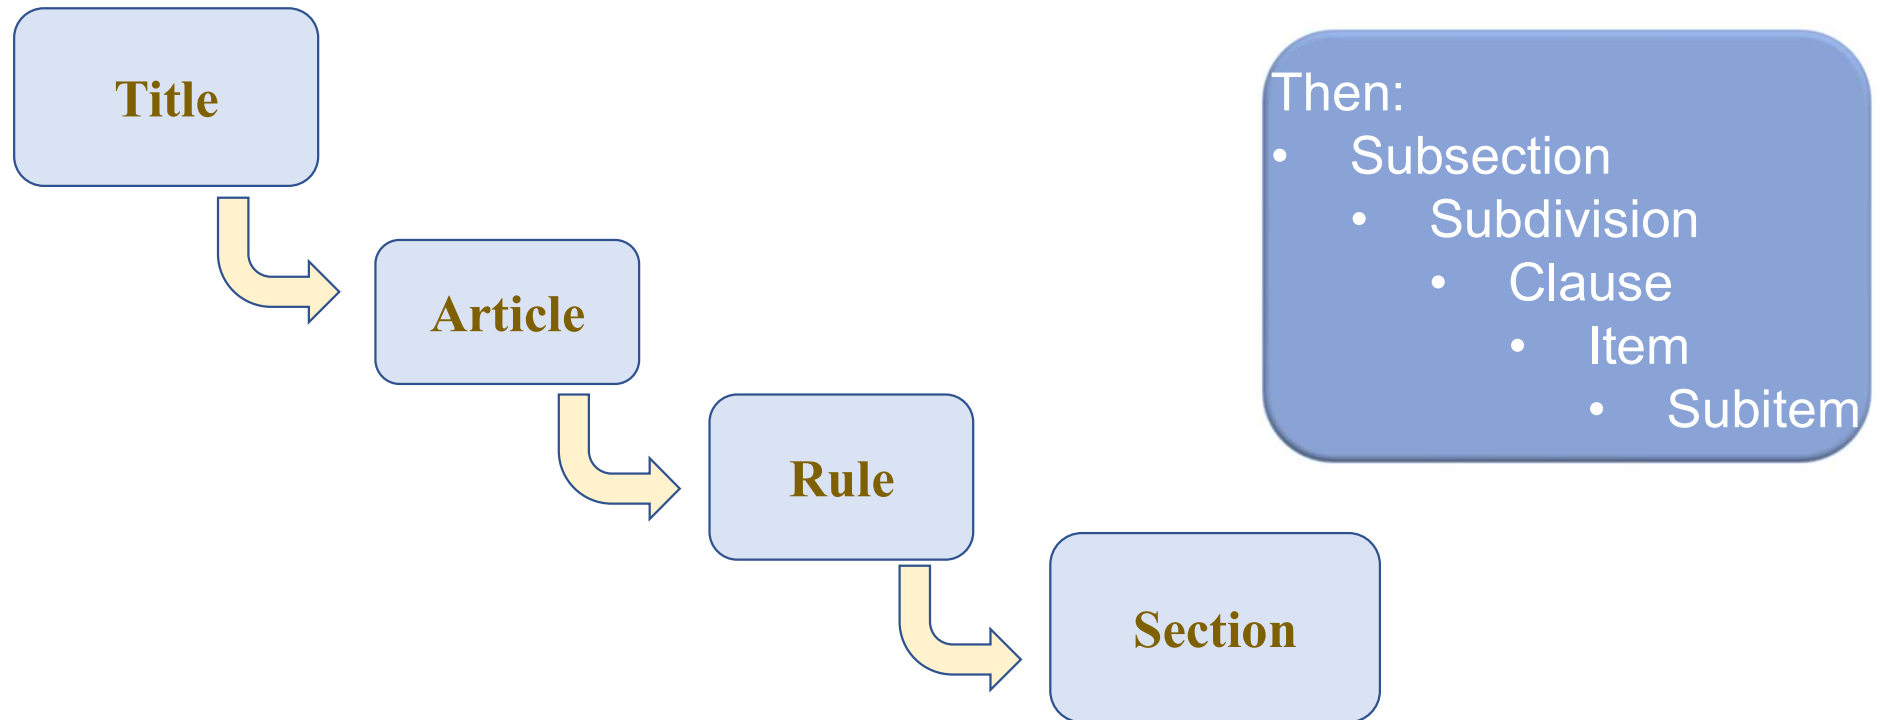 Title
Article
Rule
Section
Then:
• Subsection
• Subdivision
• Clause
• Item
• Subitem